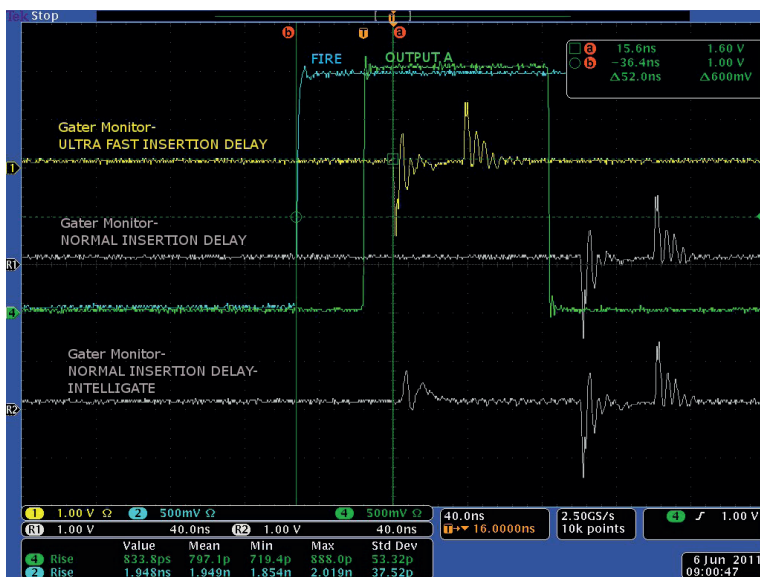 Tek Stop
b T a
T
a 15.6ns 1.60 V
b -36.4ns 1.00 V
Δ52.0ns Δ600mV
FIRE OUTPUT A
Gater Monitor-
ULTRA FAST INSERTION DELAY
1
Gater Monitor-
NORMAL INSERTION DELAY
R1
4
Gater Monitor-
NORMAL INSERTION DELAY-
INTELLIGATE
R2
1 1.00 V Ω 2 500mV Ω 4 500mV Ω
R1 1.00 V 40.0ns R2 1.00 V 40.0ns
40.0ns
T→▼ 16.0000ns
2.50GS/s
10k points
4 ∫ 1.00 V
Value Mean Min Max Std Dev
4 Rise 833.8ps 797.1p 719.4p 888.0p 53.32p
2 Rise 1.948ns 1.949n 1.854n 2.019n 37.52p
6 Jun 2011
09:00:47